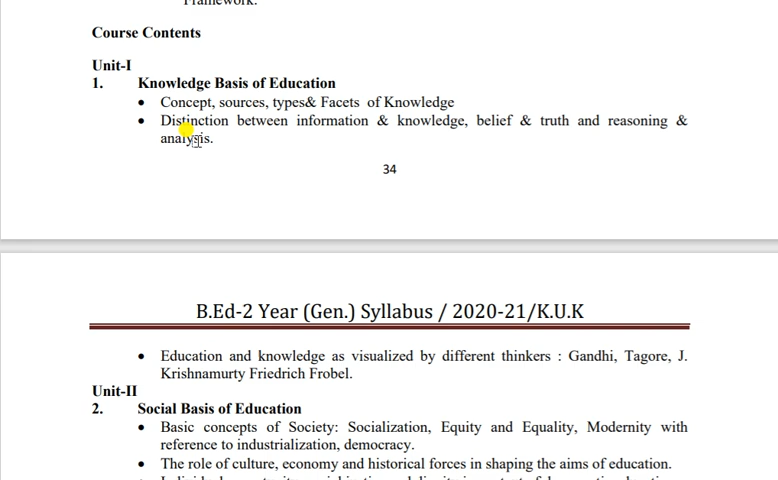 Framework.
Course Contents
Unit-I
1. Knowledge Basis of Education
• Concept, sources, types& Facets of Knowledge
• Distinction between information & knowledge, belief & truth and reasoning &
analysis.
34
B.Ed-2 Year (Gen.) Syllabus / 2020-21/K.U.K
• Education and knowledge as visualized by different thinkers : Gandhi, Tagore, J.
Krishnamurty Friedrich Frobel.
Unit-II
2. Social Basis of Education
• Basic concepts of Society: Socialization, Equity and Equality, Modernity with
reference to industrialization, democracy.
• The role of culture, economy and historical forces in shaping the aims of education.